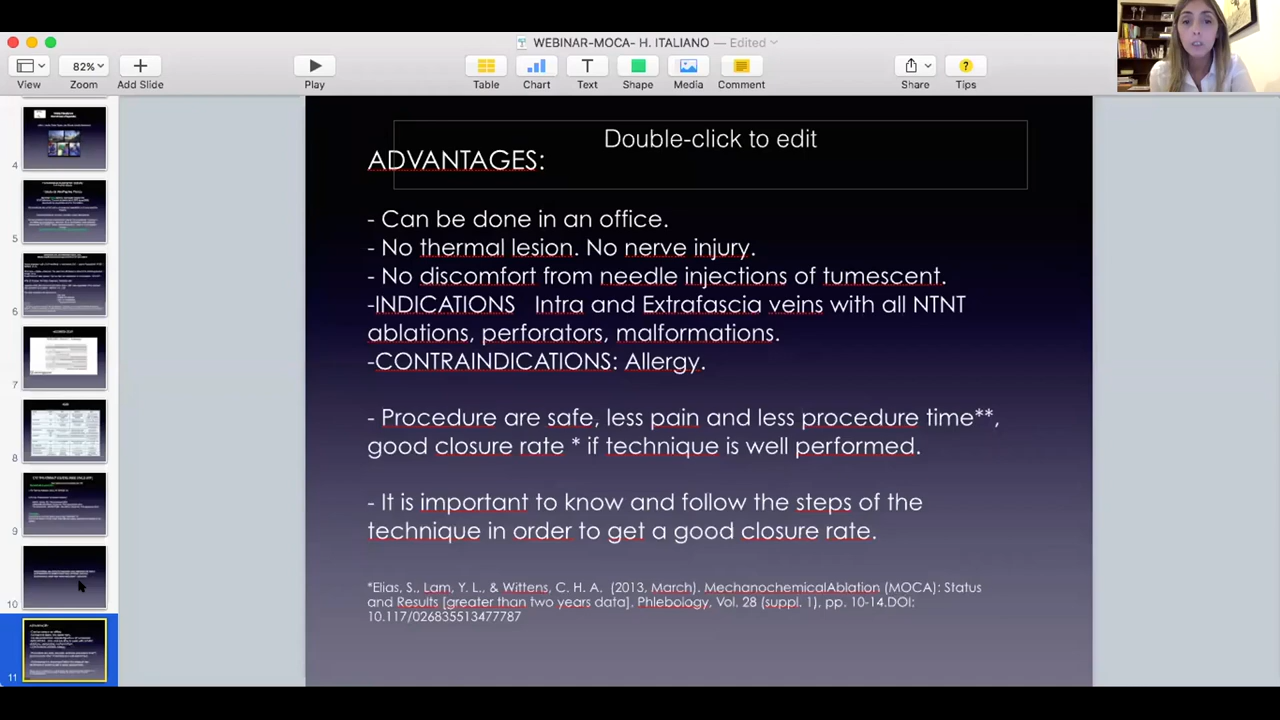 WEBINAR-MOCA- H. ITALIANO — Edited
82%
View
Zoom
Add Slide
Play
Table
Chart
Text
Shape
Media
Comment
Share
Tips
4
5
6
7
8
9
10
11
Double-click to edit
ADVANTAGES:
- Can be done in an office.
- No thermal lesion. No nerve injury.
- No discomfort from needle injections of tumescent.
-INDICATIONS Intra and Extrafascia veins with all NTNT
ablations, perforators, malformations.
-CONTRAINDICATIONS: Allergy.
- Procedure are safe, less pain and less procedure time**,
good closure rate * if technique is well performed.
- It is important to know and follow the steps of the
technique in order to get a good closure rate.
*Elias, S., Lam, Y. L., & Wittens, C. H. A. (2013, March). MechanochemicalAblation (MOCA): Status
and Results [greater than two years data]. Phlebology, Vol. 28 (suppl. 1), pp. 10-14.DOI:
10.117/026835513477787